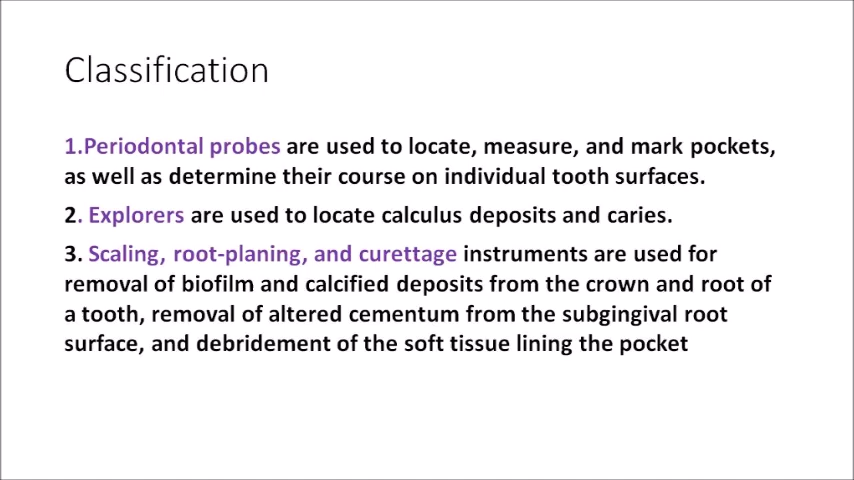 Classification
1.Periodontal probes are used to locate, measure, and mark pockets,
as well as determine their course on individual tooth surfaces.
2. Explorers are used to locate calculus deposits and caries.
3. Scaling, root-planing, and curettage instruments are used for
removal of biofilm and calcified deposits from the crown and root of
a tooth, removal of altered cementum from the subgingival root
surface, and debridement of the soft tissue lining the pocket